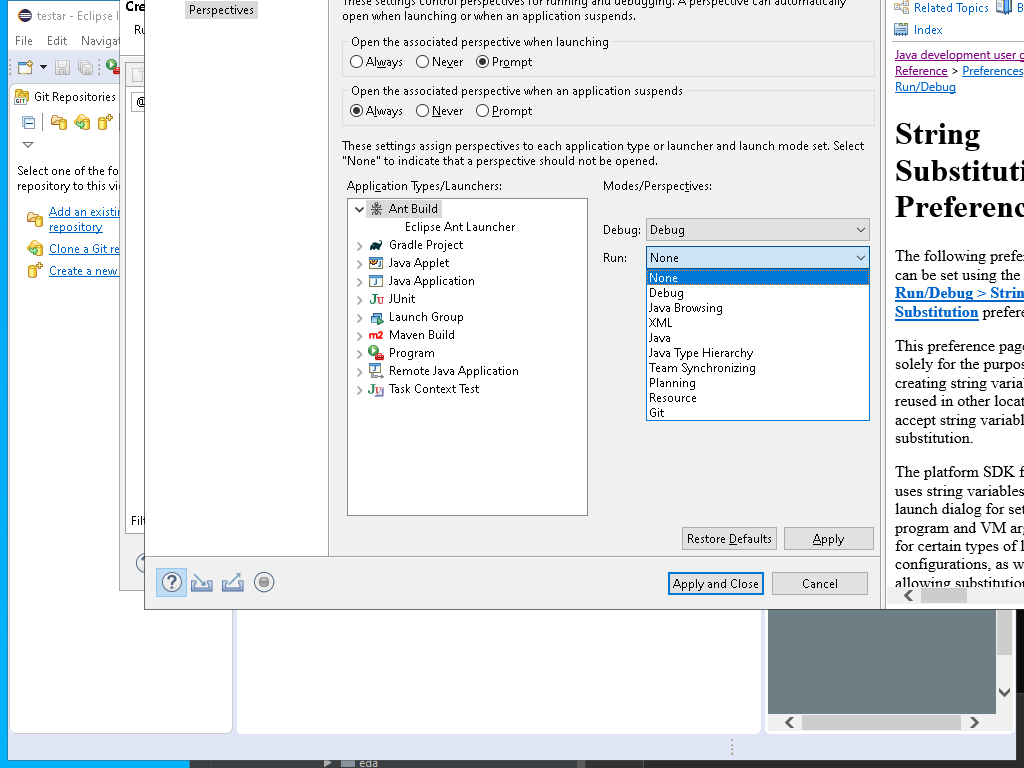 testar - Eclipse I
File Edit Navigat
Git Repositories
Select one of the fo
repository to this vi
Add an existin
repository
Clone a Git re
Create a new
Cre
Ru
@
Filt
Perspectives
These settings control perspectives for running and debugging. A perspective can automatically
open when launching or when an application suspends.
Open the associated perspective when launching
Always Never Prompt
Open the associated perspective when an application suspends
Always Never Prompt
These settings assign perspectives to each application type or launcher and launch mode set. Select
"None" to indicate that a perspective should not be opened.
Application Types/Launchers:
Ant Build
Eclipse Ant Launcher
Gradle Project
Java Applet
Java Application
JUnit
Launch Group
Maven Build
Program
Remote Java Application
Task Context Test
Modes/Perspectives:
Debug: Debug
Run: None
None
Debug
Java Browsing
XML
Java
Java Type Hierarchy
Team Synchronizing
Planning
Resource
Git
Restore Defaults Apply
Apply and Close Cancel
Related Topics B
Index
Java development user g
Reference > Preferences
Run/Debug
String
Substituti
Preferenc
The following prefer
can be set using the
Run/Debug > String
Substitution prefere
This preference page
solely for the purpos
creating string varia
reused in other locat
accept string variabl
substitution.
The platform SDK f
uses string variables
launch dialog for set
program and VM arg
for certain types of l
configurations, as w
allowing substitution
eda